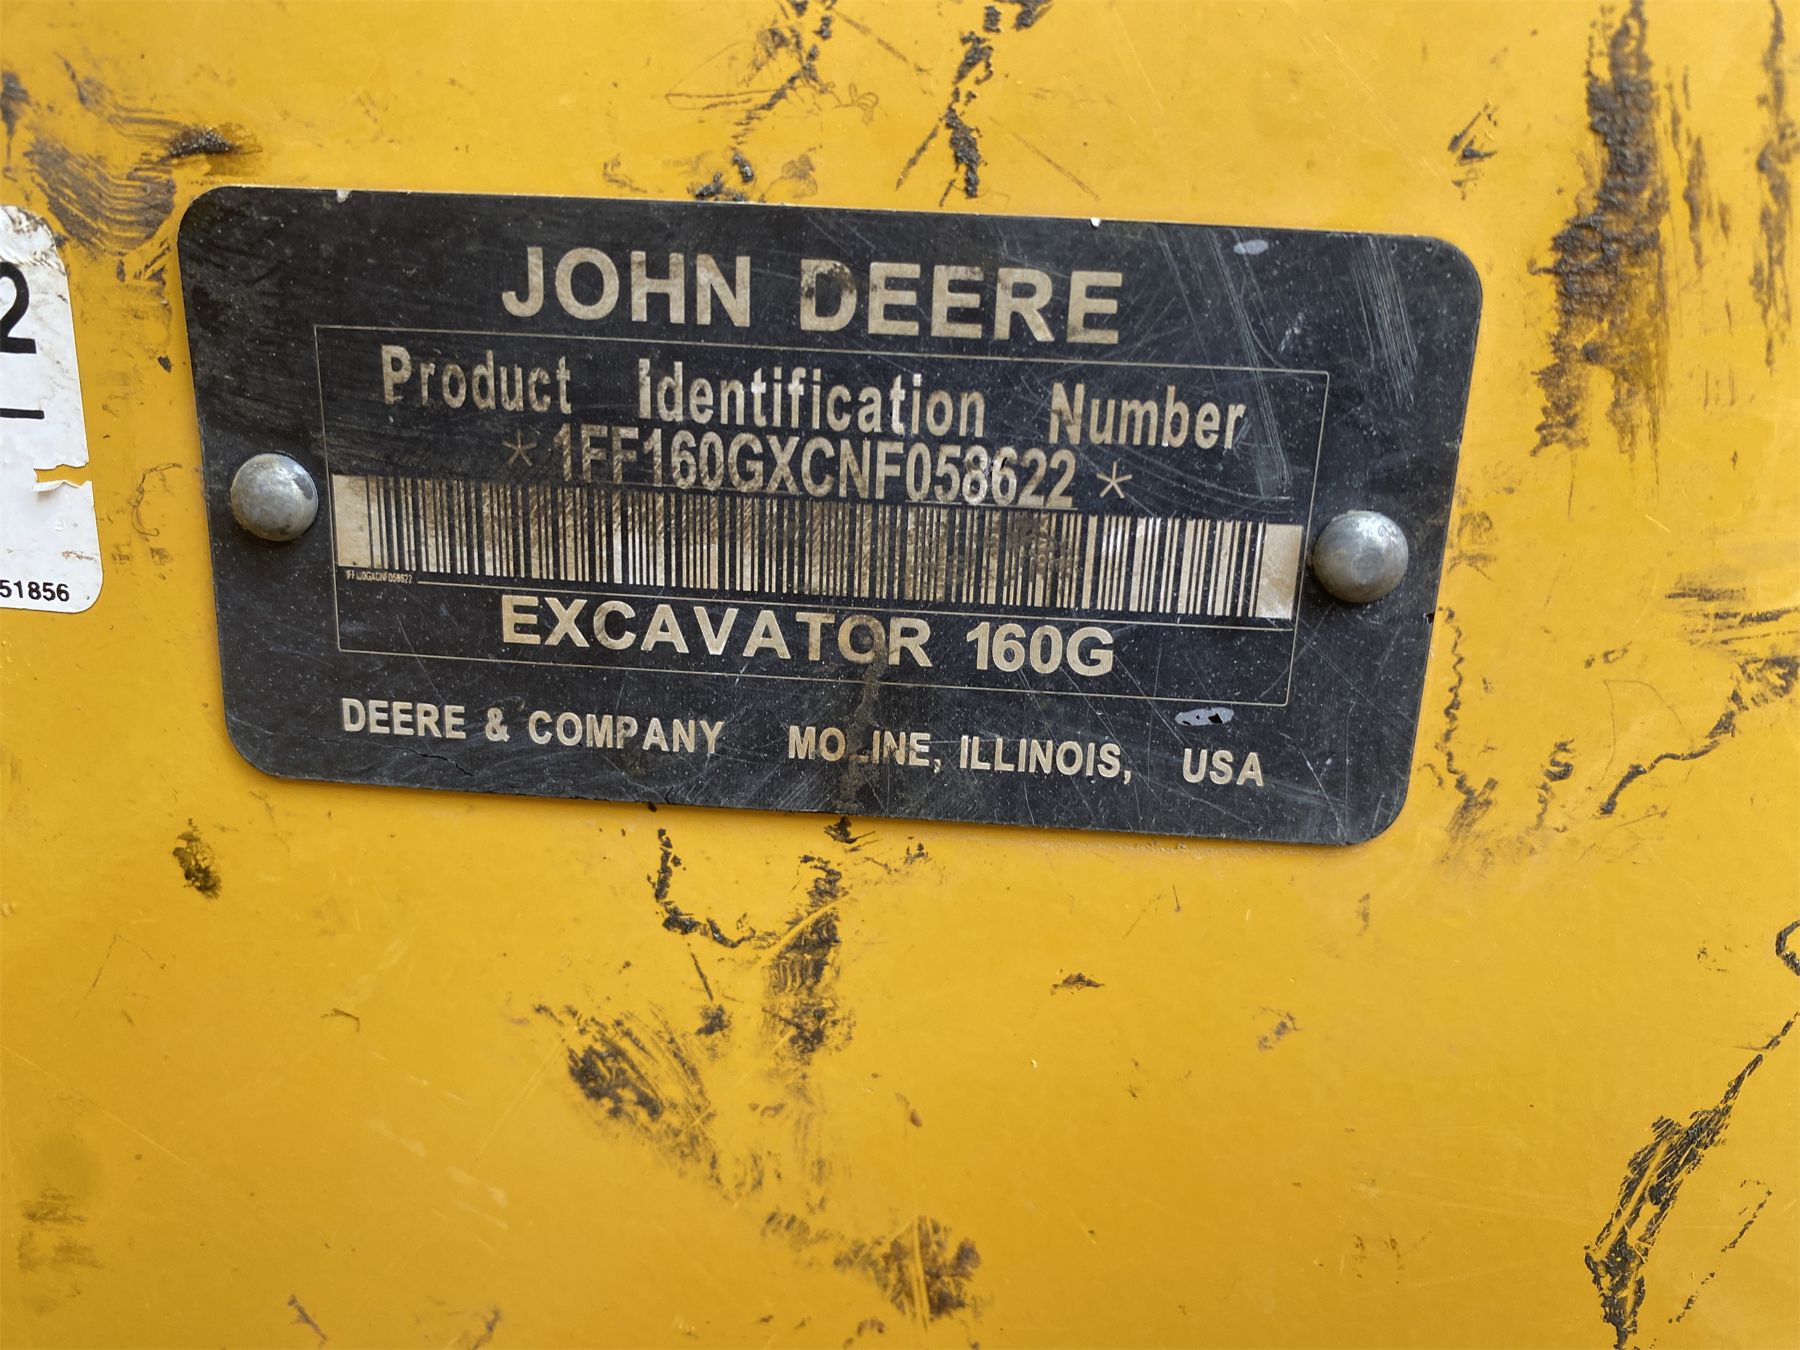 JOHN DEERE
Product Identification Number
*1FF160GXCNF058622*
1FF160GXCNF058622
EXCAVATOR 160G
DEERE & COMPANY MOLINE, ILLINOIS, USA
2
51856